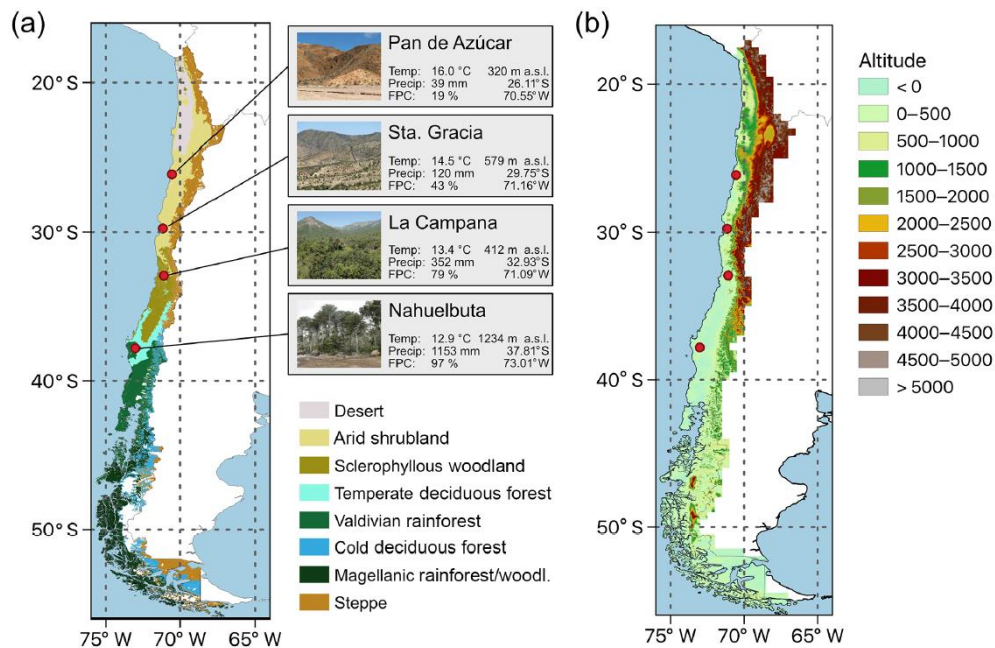 (a)
20° S
30° S
40° S
50° S
75° W
70° W
65° W
Pan de Azúcar
Temp: 16.0 °C 320 m a.s.l.
Precip: 39 mm 26.11°S
FPC: 19 % 70.55°W
Sta. Gracia
Temp: 14.5 °C 579 m a.s.l.
Precip: 120 mm 29.75°S
FPC: 43 % 71.16°W
La Campana
Temp: 13.4 °C 412 m a.s.l.
Precip: 352 mm 32.93°S
FPC: 79 % 71.09°W
Nahuelbuta
Temp: 12.9 °C 1234 m a.s.l.
Precip: 1153 mm 37.81°S
FPC: 97 % 73.01°W
Desert
Arid shrubland
Sclerophyllous woodland
Temperate deciduous forest
Valdivian rainforest
Cold deciduous forest
Magellanic rainforest/woodl.
Steppe
(b)
20° S
30° S
40° S
50° S
75° W
70° W
65° W
Altitude
< 0
0–500
500–1000
1000–1500
1500–2000
2000–2500
2500–3000
3000–3500
3500–4000
4000–4500
4500–5000
> 5000